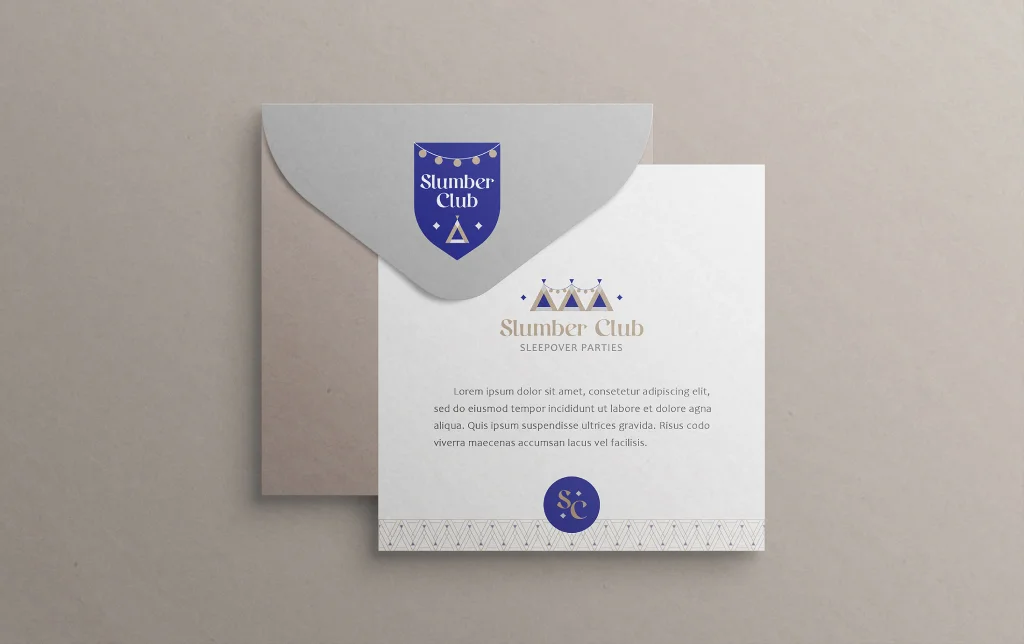 Slumber
Club
Slumber Club
SLEEPOVER PARTIES
Lorem ipsum dolor sit amet, consetetur adipiscing elit,
sed do eiusmod tempor incididunt ut labore et dolore agna
aliqua. Quis ipsum suspendisse ultrices gravida. Risus codo
viverra maecenas accumsan lacus vel facilisis.
SC